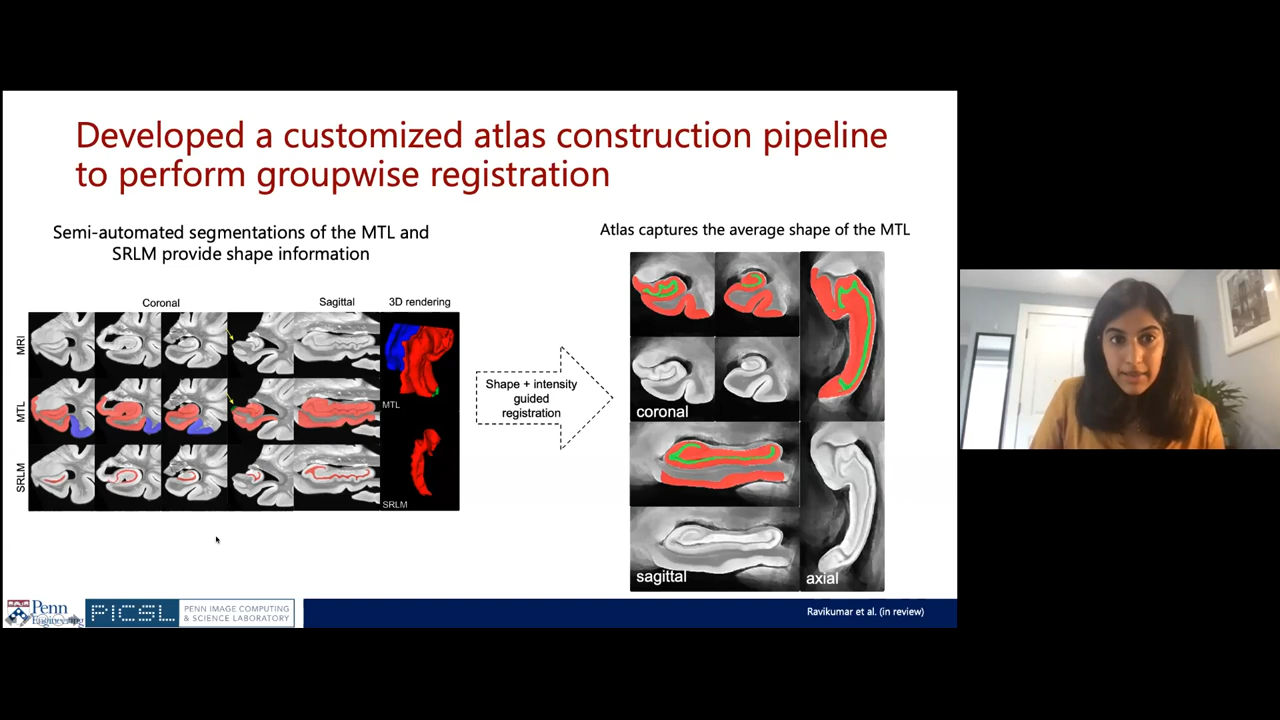 Developed a customized atlas construction pipeline
to perform groupwise registration
Semi-automated segmentations of the MTL and
SRLM provide shape information
Coronal
Sagittal
3D rendering
MRI
MTL
SRLM
MTL
SRLM
Shape + intensity
guided
registration
Atlas captures the average shape of the MTL
coronal
sagittal
axial
Penn
Engineering
PICSL
PENN IMAGE COMPUTING
& SCIENCE LABORATORY
Ravikumar et al. (in review)